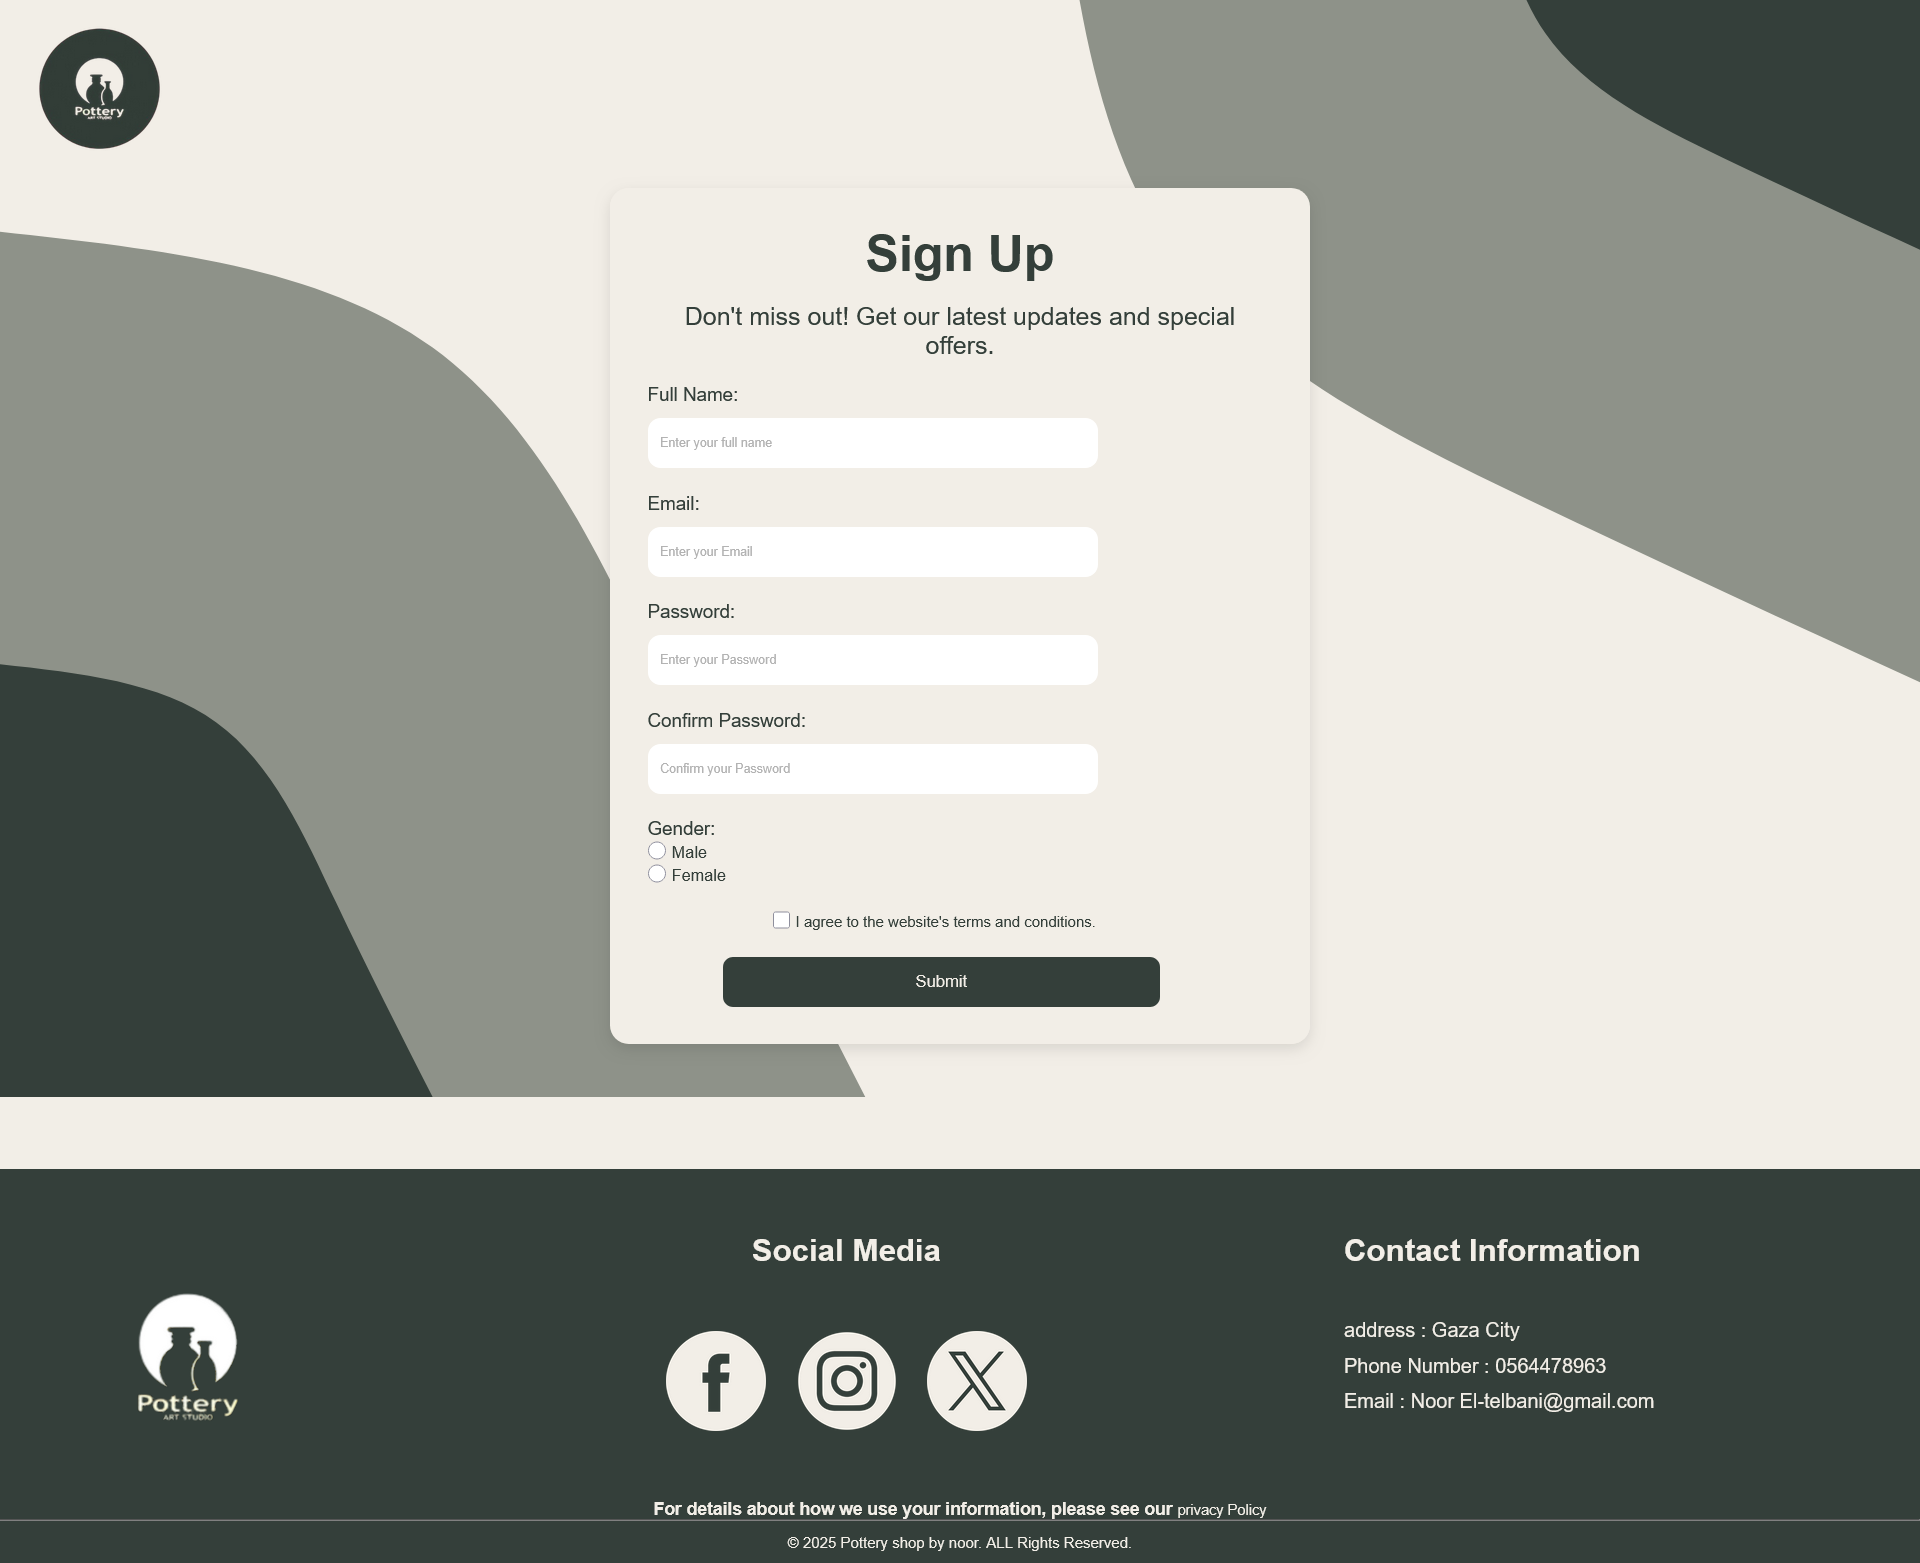 Pottery
ART STUDIO
Sign Up
Don't miss out! Get our latest updates and special
offers.
Full Name:
Enter your full name
Email:
Enter your Email
Password:
Enter your Password
Confirm Password:
Confirm your Password
Gender:
Male
Female
I agree to the website's terms and conditions.
Submit
Pottery
ART STUDIO
Social Media
Contact Information
address : Gaza City
Phone Number : 0564478963
Email : Noor El-telbani@gmail.com
For details about how we use your information, please see our privacy Policy
© 2025 Pottery shop by noor. ALL Rights Reserved.